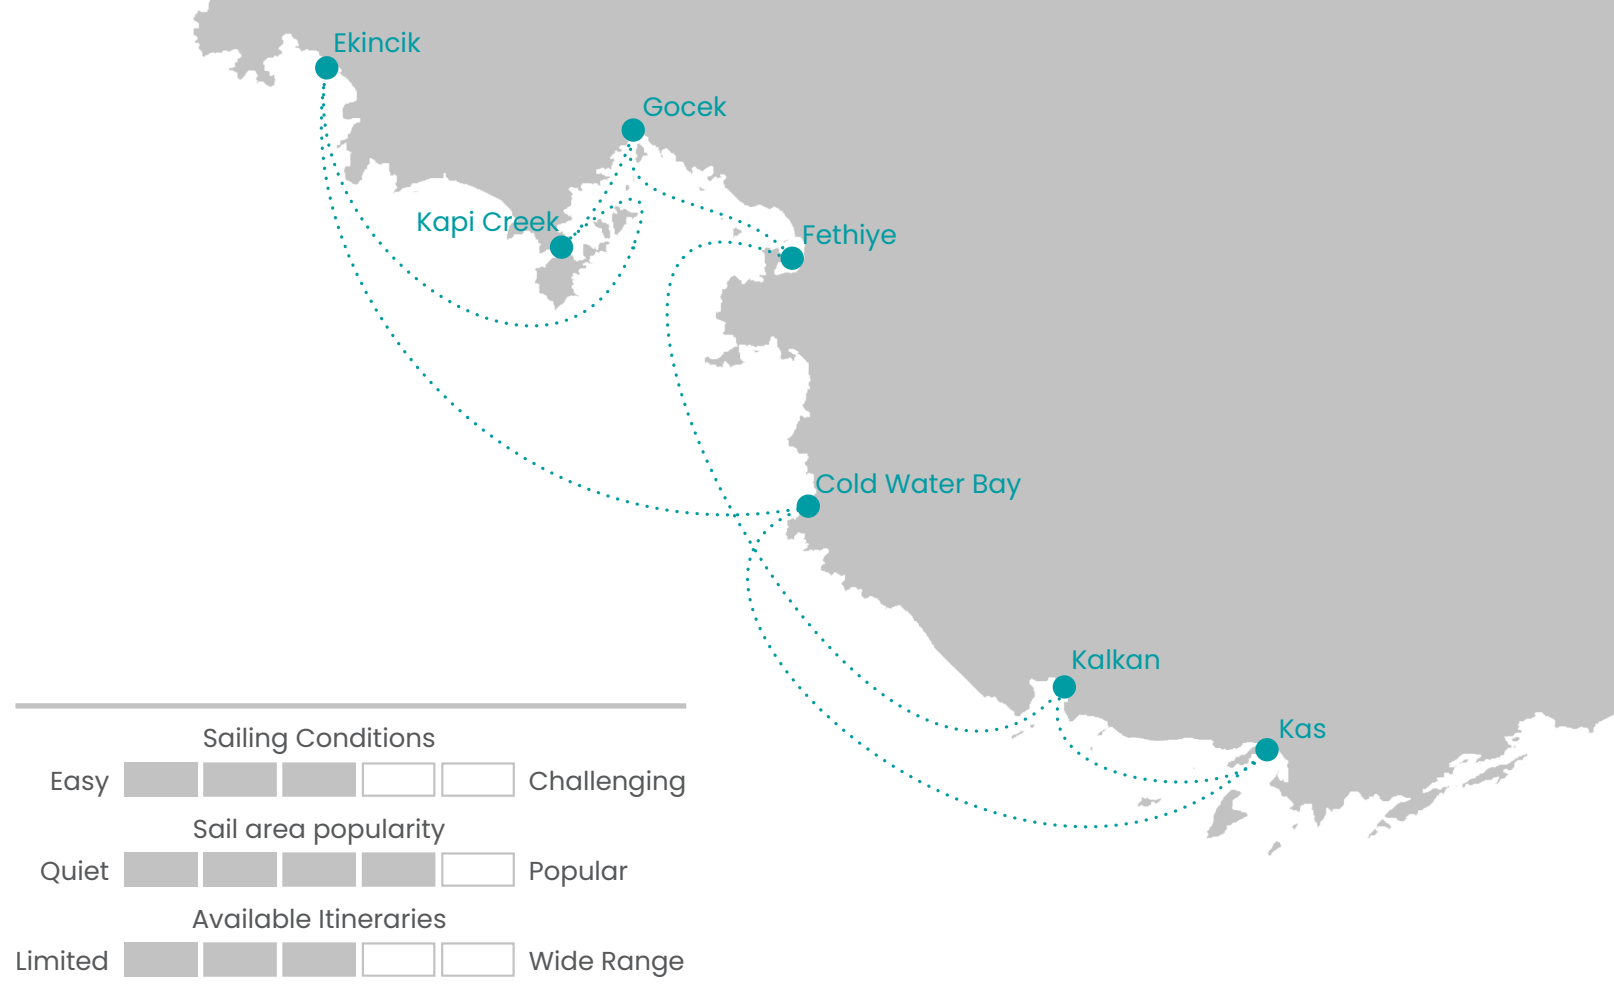 Ekincik
Gocek
Kapi Creek
Fethiye
Cold Water Bay
Kalkan
Kas
Sailing Conditions
Easy Challenging
Sail area popularity
Quiet Popular
Available Itineraries
Limited Wide Range